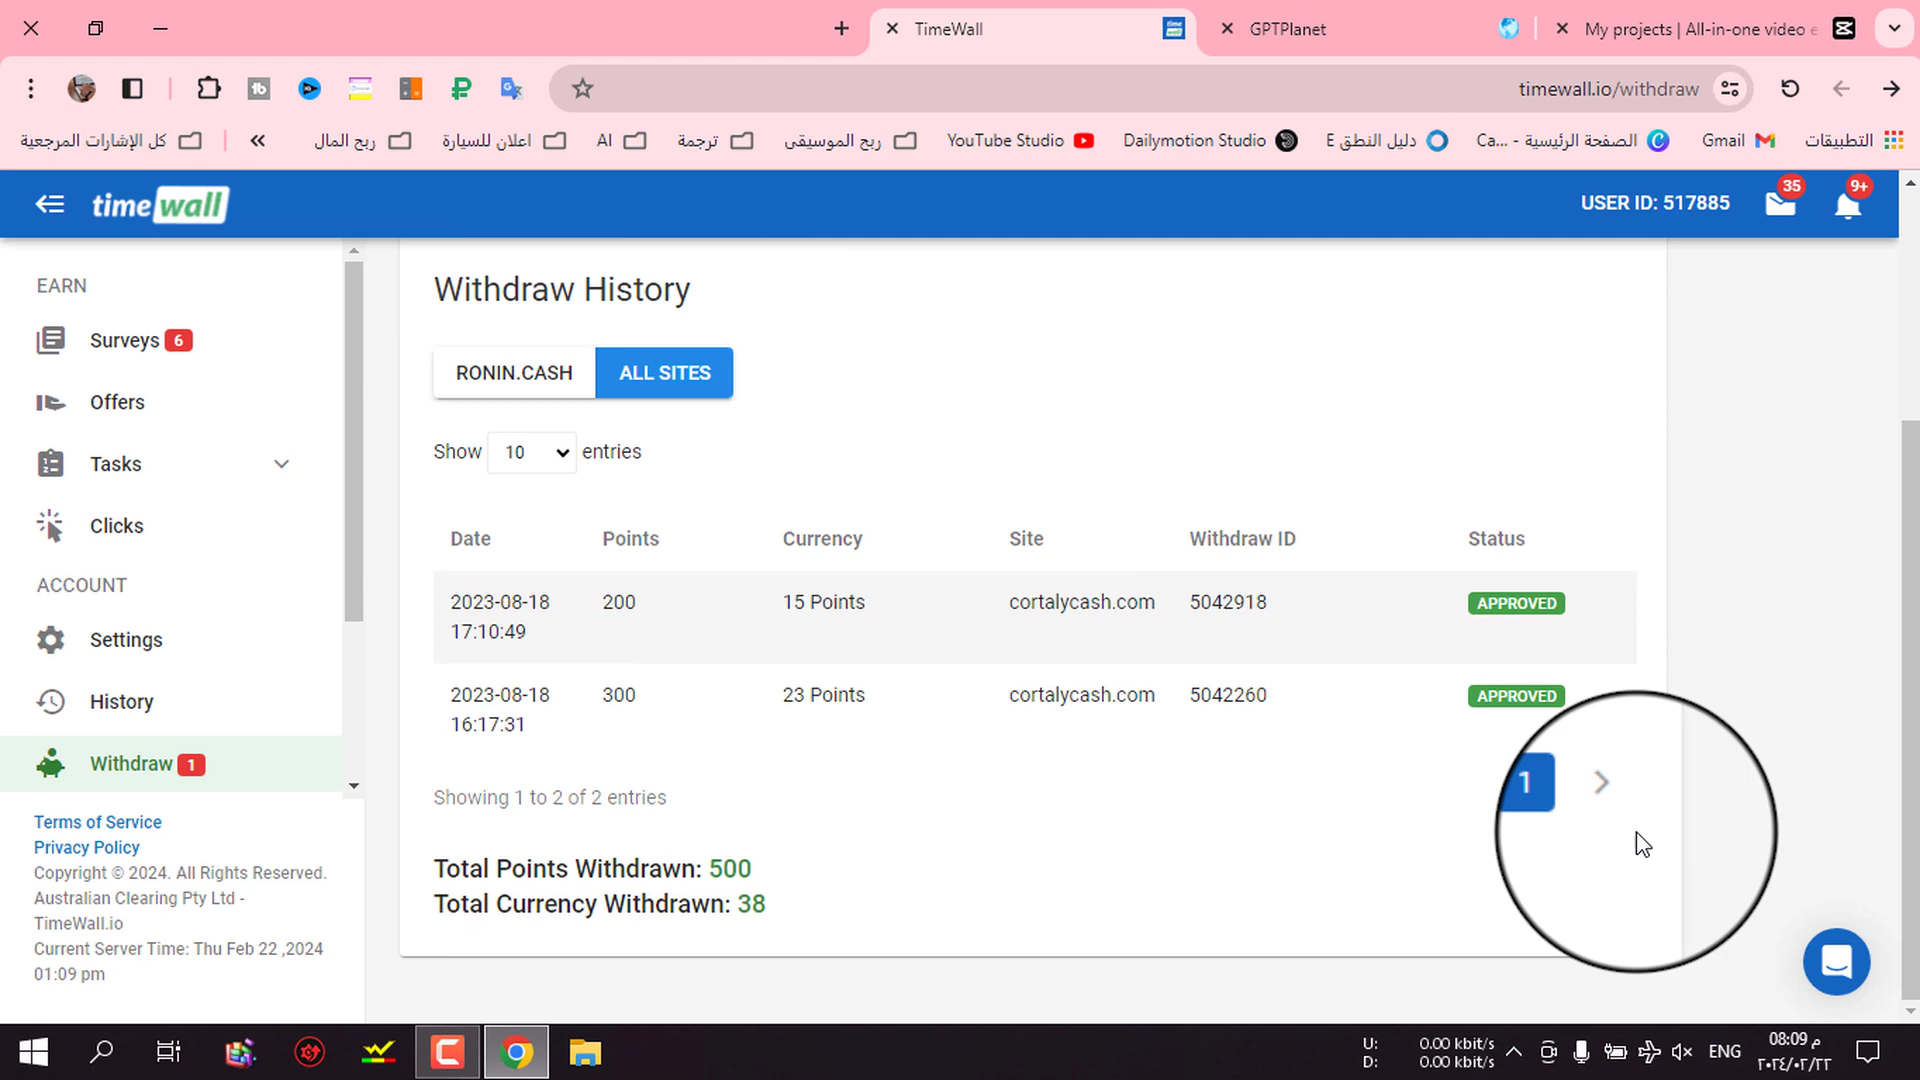 TimeWall
GPTPlanet
My projects | All-in-one video e
timewall.io/withdraw
كل الإشارات المرجعية
»
ربح المال
اعلان للسيارة
AI
ترجمة
ربح الموسيقى
YouTube Studio
Dailymotion Studio
دليل النطق E
الصفحة الرئيسية - Ca...
Gmail
التطبيقات
time wall
USER ID: 517885
35
9+
EARN
Surveys 6
Offers
Tasks
Clicks
ACCOUNT
Settings
History
Withdraw 1
Terms of Service
Privacy Policy
Copyright © 2024. All Rights Reserved.
Australian Clearing Pty Ltd -
TimeWall.io
Current Server Time: Thu Feb 22 ,2024
01:09 pm
Withdraw History
RONIN.CASH
ALL SITES
Show 10 entries
Date Points Currency Site Withdraw ID Status
2023-08-18 200 15 Points cortalycash.com 5042918 APPROVED
17:10:49
2023-08-18 300 23 Points cortalycash.com 5042260 APPROVED
16:17:31
1
Showing 1 to 2 of 2 entries
Total Points Withdrawn: 500
Total Currency Withdrawn: 38
U: 0.00 kbit/s
D: 0.00 kbit/s
ENG
08:09 م
٢٠٢٤/٠٢/٢٢